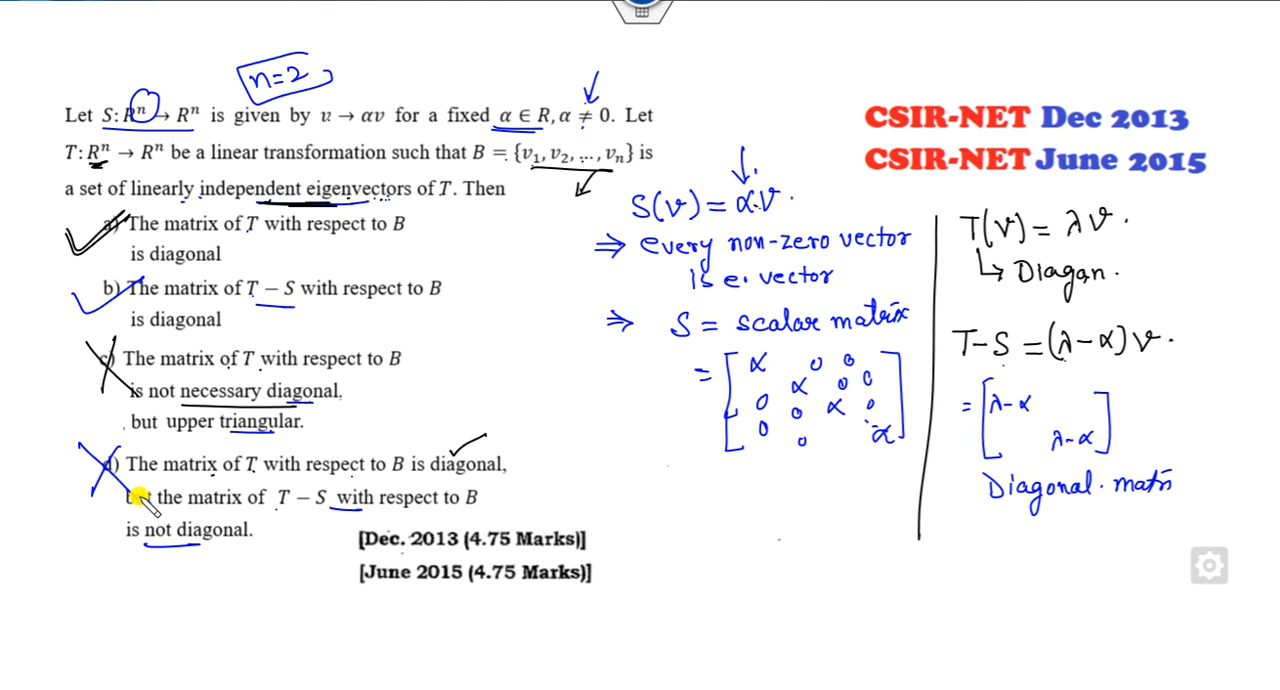 n=2
Let S: Rⁿ → Rⁿ is given by v → αv for a fixed α ∈ R, α ≠ 0. Let
T: Rⁿ → Rⁿ be a linear transformation such that B = {v₁, v₂, ..., vₙ} is
a set of linearly independent eigenvectors of T. Then
a) The matrix of T with respect to B
is diagonal
b) The matrix of T − S with respect to B
is diagonal
c) The matrix of T with respect to B
is not necessary diagonal,
but upper triangular.
d) The matrix of T with respect to B is diagonal,
but the matrix of T − S with respect to B
is not diagonal.
[Dec. 2013 (4.75 Marks)]
[June 2015 (4.75 Marks)]
CSIR-NET Dec 2013
CSIR-NET June 2015
S(v) = α.v.
⇒ every non-zero vector
is e. vector
⇒ S = scalar matrix
= [α 0 0
α 0 0
0 0 α 0
0 0 α]
T(v) = λv.
↳ Diagon.
T-S = (λ-α)v.
= [λ-α
λ-α]
Diagonal. matri